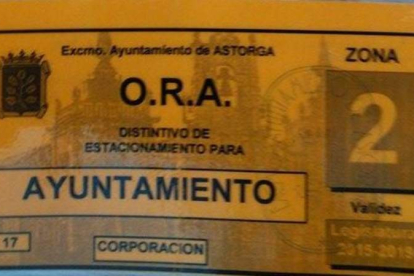 Excmo. Ayuntamiento de ASTORGA
ZONA
O.R.A.
2
DISTINTIVO DE
ESTACIONAMIENTO PARA
AYUNTAMIENTO
Validez
Legislatura
2015-2019
17
CORPORACION